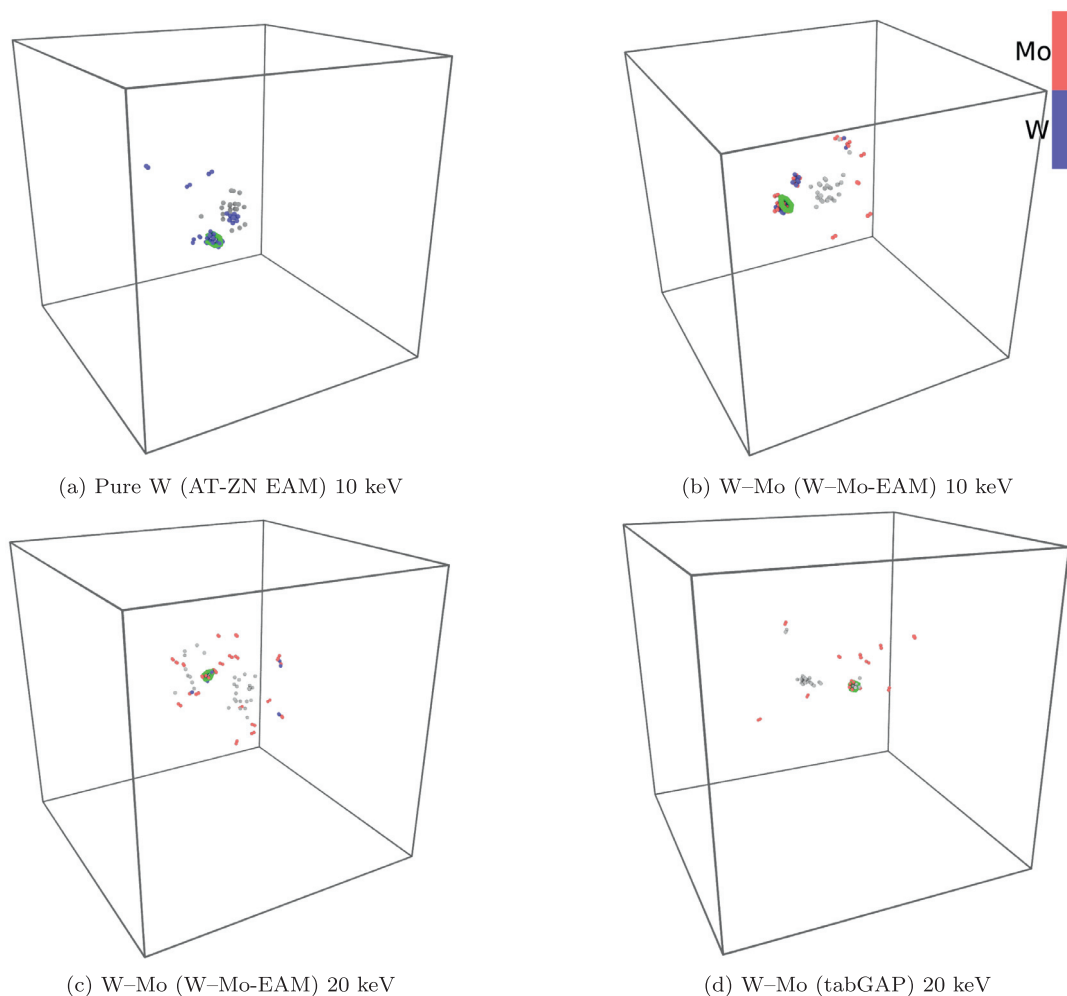 Mo
W
(a) Pure W (AT-ZN EAM) 10 keV
(b) W–Mo (W–Mo-EAM) 10 keV
(c) W–Mo (W–Mo-EAM) 20 keV
(d) W–Mo (tabGAP) 20 keV